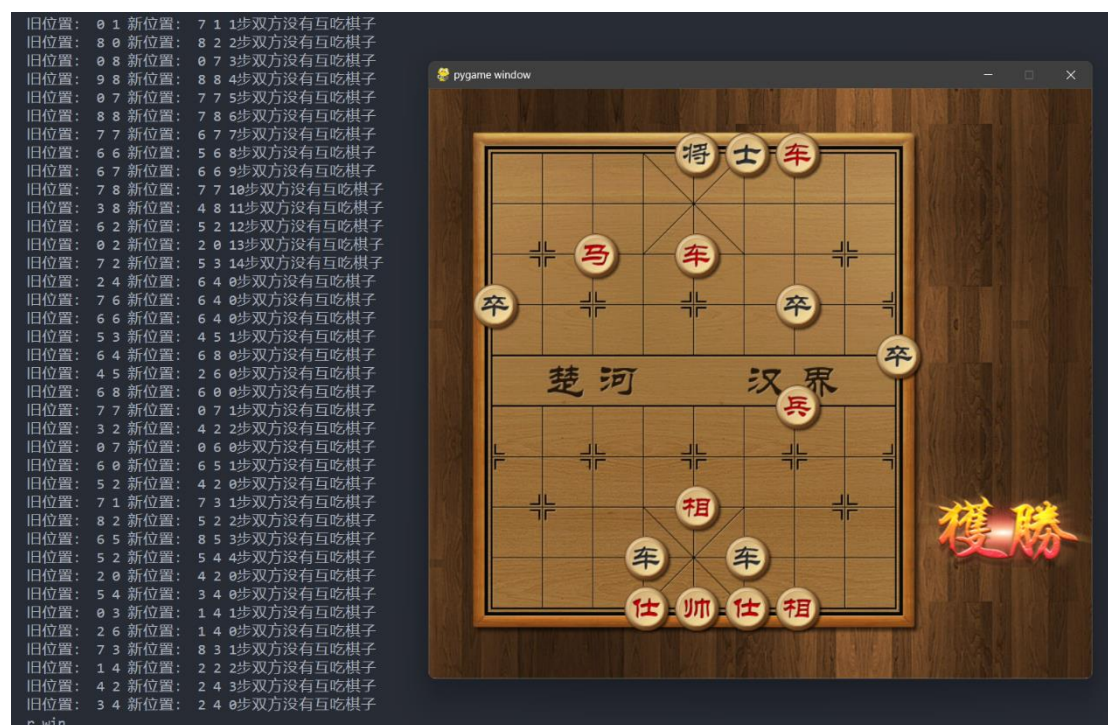 旧位置： 0 1 新位置： 7 1 1步双方没有互吃棋子
旧位置： 8 0 新位置： 8 2 2步双方没有互吃棋子
旧位置： 0 8 新位置： 0 7 3步双方没有互吃棋子
旧位置： 9 8 新位置： 8 8 4步双方没有互吃棋子
旧位置： 0 7 新位置： 7 7 5步双方没有互吃棋子
旧位置： 8 8 新位置： 7 8 6步双方没有互吃棋子
旧位置： 7 7 新位置： 6 7 7步双方没有互吃棋子
旧位置： 6 6 新位置： 5 6 8步双方没有互吃棋子
旧位置： 6 7 新位置： 6 6 9步双方没有互吃棋子
旧位置： 7 8 新位置： 7 7 10步双方没有互吃棋子
旧位置： 3 8 新位置： 4 8 11步双方没有互吃棋子
旧位置： 6 2 新位置： 5 2 12步双方没有互吃棋子
旧位置： 0 2 新位置： 2 0 13步双方没有互吃棋子
旧位置： 7 2 新位置： 5 3 14步双方没有互吃棋子
旧位置： 2 4 新位置： 6 4 0步双方没有互吃棋子
旧位置： 7 6 新位置： 6 4 0步双方没有互吃棋子
旧位置： 6 6 新位置： 6 4 0步双方没有互吃棋子
旧位置： 5 3 新位置： 4 5 1步双方没有互吃棋子
旧位置： 6 4 新位置： 6 8 0步双方没有互吃棋子
旧位置： 4 5 新位置： 2 6 0步双方没有互吃棋子
旧位置： 6 8 新位置： 6 0 0步双方没有互吃棋子
旧位置： 7 7 新位置： 0 7 1步双方没有互吃棋子
旧位置： 3 2 新位置： 4 2 2步双方没有互吃棋子
旧位置： 0 7 新位置： 0 6 0步双方没有互吃棋子
旧位置： 6 0 新位置： 6 5 1步双方没有互吃棋子
旧位置： 5 2 新位置： 4 2 0步双方没有互吃棋子
旧位置： 7 1 新位置： 7 3 1步双方没有互吃棋子
旧位置： 8 2 新位置： 5 2 2步双方没有互吃棋子
旧位置： 6 5 新位置： 8 5 3步双方没有互吃棋子
旧位置： 5 2 新位置： 5 4 4步双方没有互吃棋子
旧位置： 2 0 新位置： 4 2 0步双方没有互吃棋子
旧位置： 5 4 新位置： 3 4 0步双方没有互吃棋子
旧位置： 0 3 新位置： 1 4 1步双方没有互吃棋子
旧位置： 2 6 新位置： 1 4 0步双方没有互吃棋子
旧位置： 7 3 新位置： 8 3 1步双方没有互吃棋子
旧位置： 1 4 新位置： 2 2 2步双方没有互吃棋子
旧位置： 4 2 新位置： 2 4 3步双方没有互吃棋子
旧位置： 3 4 新位置： 2 4 0步双方没有互吃棋子
r win
pygame window
将 士 车
马 车
卒 卒
卒
楚河 汉界
兵
相
獲勝
车 车
仕 帅 仕 相